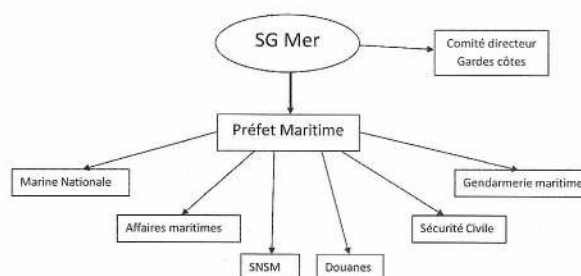 SG Mer
Comité directeur
Gardes côtes
Préfet Maritime
Marine Nationale
Gendarmerie maritime
Affaires maritimes
Sécurité Civile
SNSM
Douanes